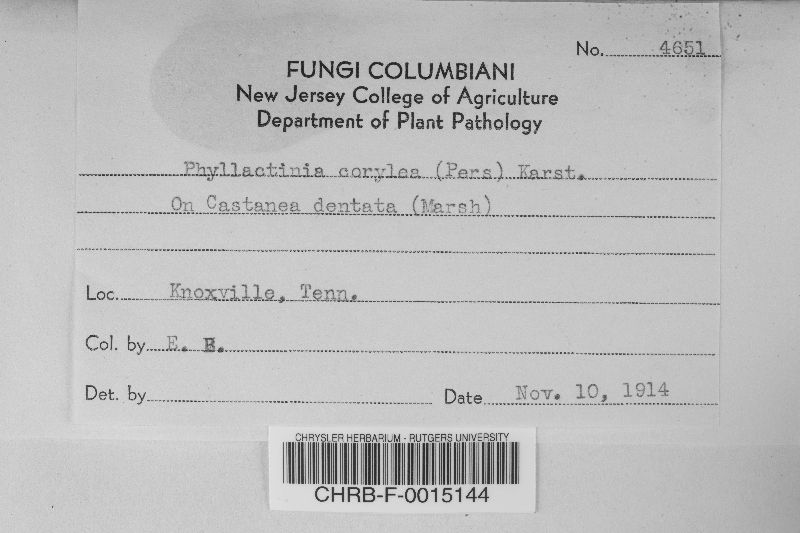 No. 4651
FUNGI COLUMBIANI
New Jersey College of Agriculture
Department of Plant Pathology
Phyllactinia corylea (Pers) Karst.
On Castanea dentata (Marsh)
Loc. Knoxville, Tenn.
Col. by E. B.
Det. by Date Nov. 10, 1914
CHRYSLER HERBARIUM - RUTGERS UNIVERSITY
CHRB-F-0015144